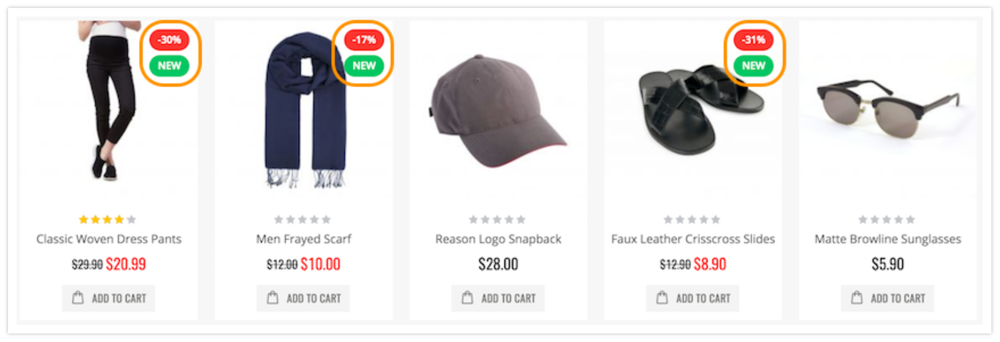 -30%
NEW
-17%
NEW
-31%
NEW
Classic Woven Dress Pants
$29.90 $20.99
ADD TO CART
Men Frayed Scarf
$12.00 $10.00
ADD TO CART
Reason Logo Snapback
$28.00
ADD TO CART
Faux Leather Crisscross Slides
$12.90 $8.90
ADD TO CART
Matte Browline Sunglasses
$5.90
ADD TO CART